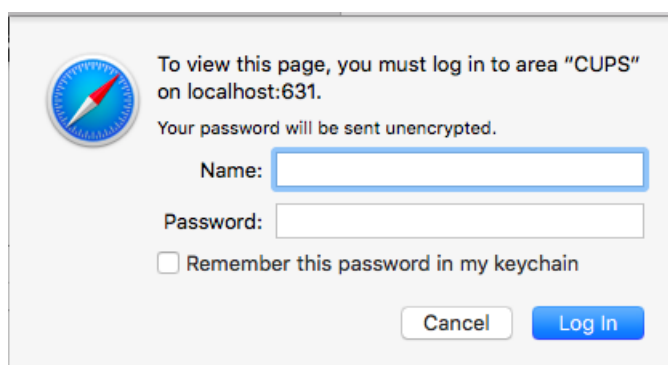 To view this page, you must log in to area “CUPS”
on localhost:631.
Your password will be sent unencrypted.
Name:
Password:
Remember this password in my keychain
Cancel
Log In